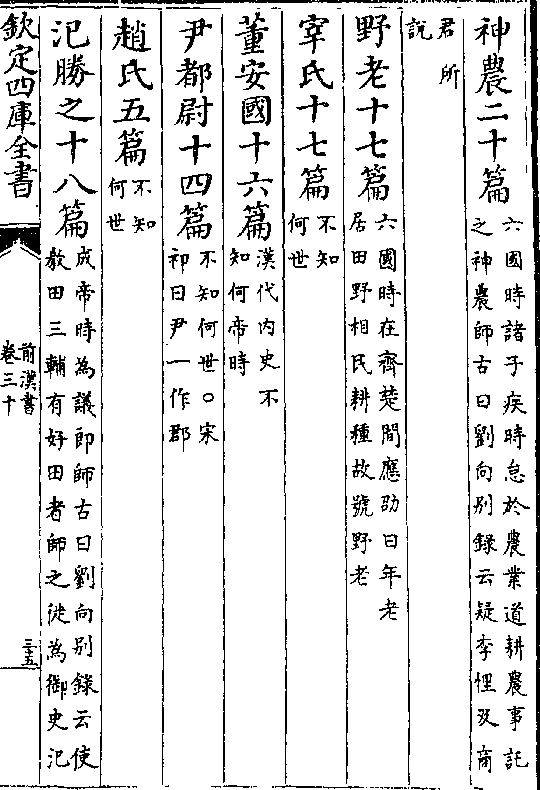 神農二十篇六國時諸子疾時怠於農業道耕農事託
之神農師古曰劉向别錄云疑李悝及商
君所
説
野老十七篇六國時在齊楚間應劭曰年老
居田野相民耕種故號野老
宰氏十七篇不知
何世
董安國十六篇漢代内史不
知何帝時
尹都尉十四篇不知何世○宋
祁曰尹一作郡
趙氏五篇不知
何世
氾勝之十八篇成帝時為議郎師古曰劉向别錄云使
教田三輔有好田者師之徙為御史氾
欽定四庫全書
前漢書
卷三十
三十五